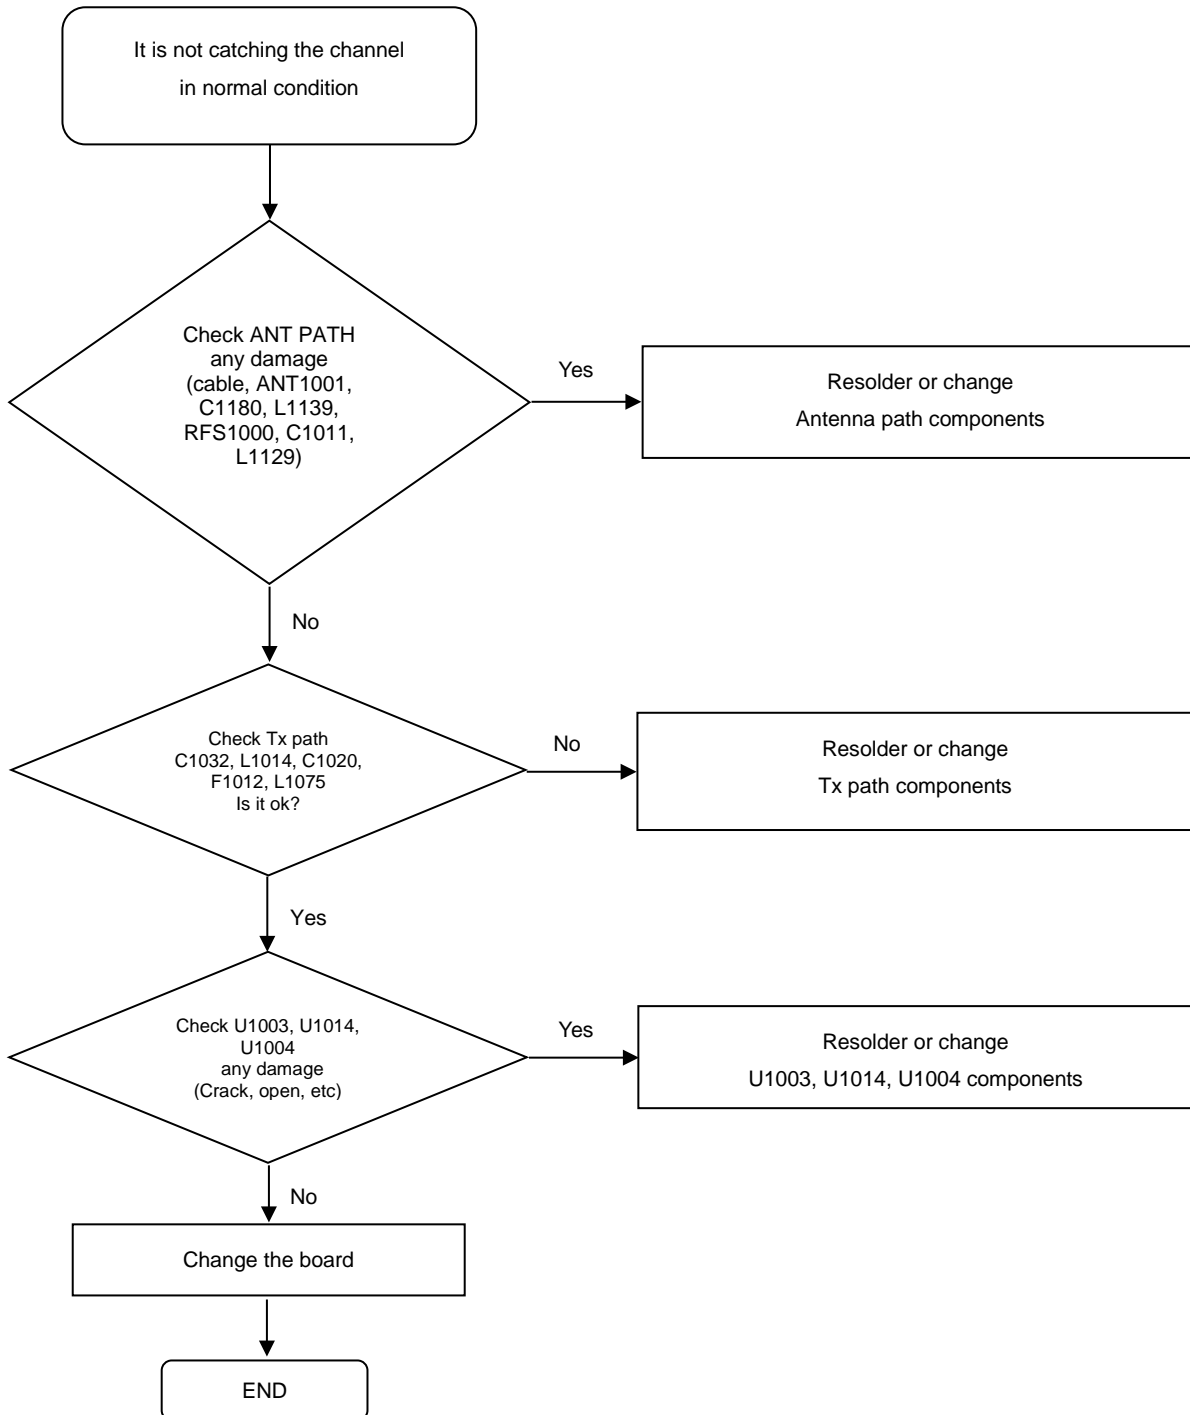 It is not catching the channel
in normal condition
Check ANT PATH
any damage
(cable, ANT1001,
C1180, L1139,
RFS1000, C1011,
L1129)
Yes
Resolder or change
Antenna path components
No
Check Tx path
C1032, L1014, C1020,
F1012, L1075
Is it ok?
No
Resolder or change
Tx path components
Yes
Check U1003, U1014,
U1004
any damage
(Crack, open, etc)
Yes
Resolder or change
U1003, U1014, U1004 components
No
Change the board
END